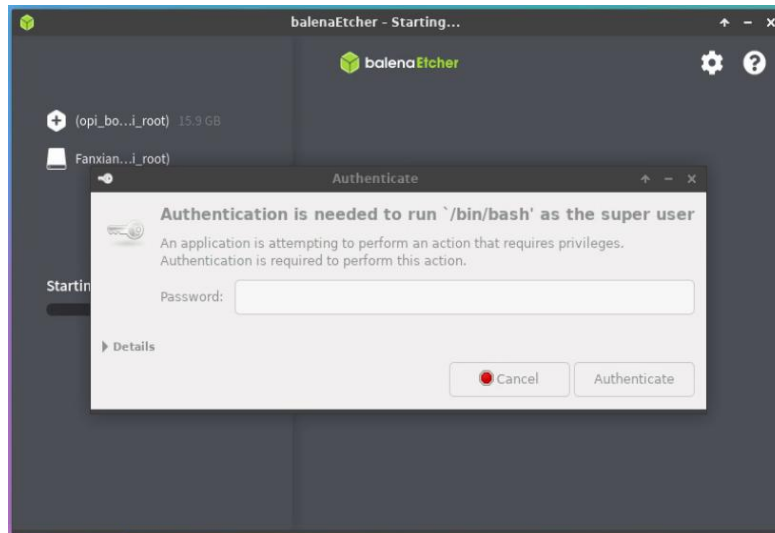 balenaEtcher - Starting...
balenaEtcher
(opi_bo...i_root) 15.9 GB
Fanxian...i_root)
Authenticate
Authentication is needed to run `/bin/bash' as the super user
An application is attempting to perform an action that requires privileges.
Authentication is required to perform this action.
Startin
Password:
Details
Cancel
Authenticate